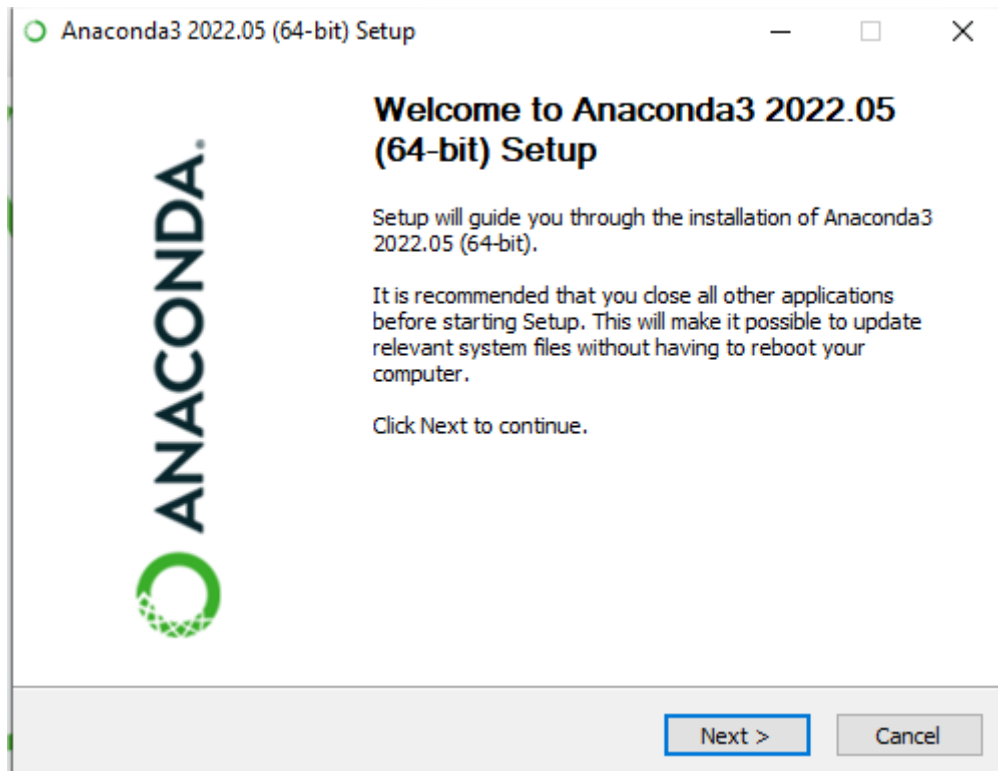 Anaconda3 2022.05 (64-bit) Setup
ANACONDA.
Welcome to Anaconda3 2022.05
(64-bit) Setup
Setup will guide you through the installation of Anaconda3
2022.05 (64-bit).
It is recommended that you close all other applications
before starting Setup. This will make it possible to update
relevant system files without having to reboot your
computer.
Click Next to continue.
Next >
Cancel